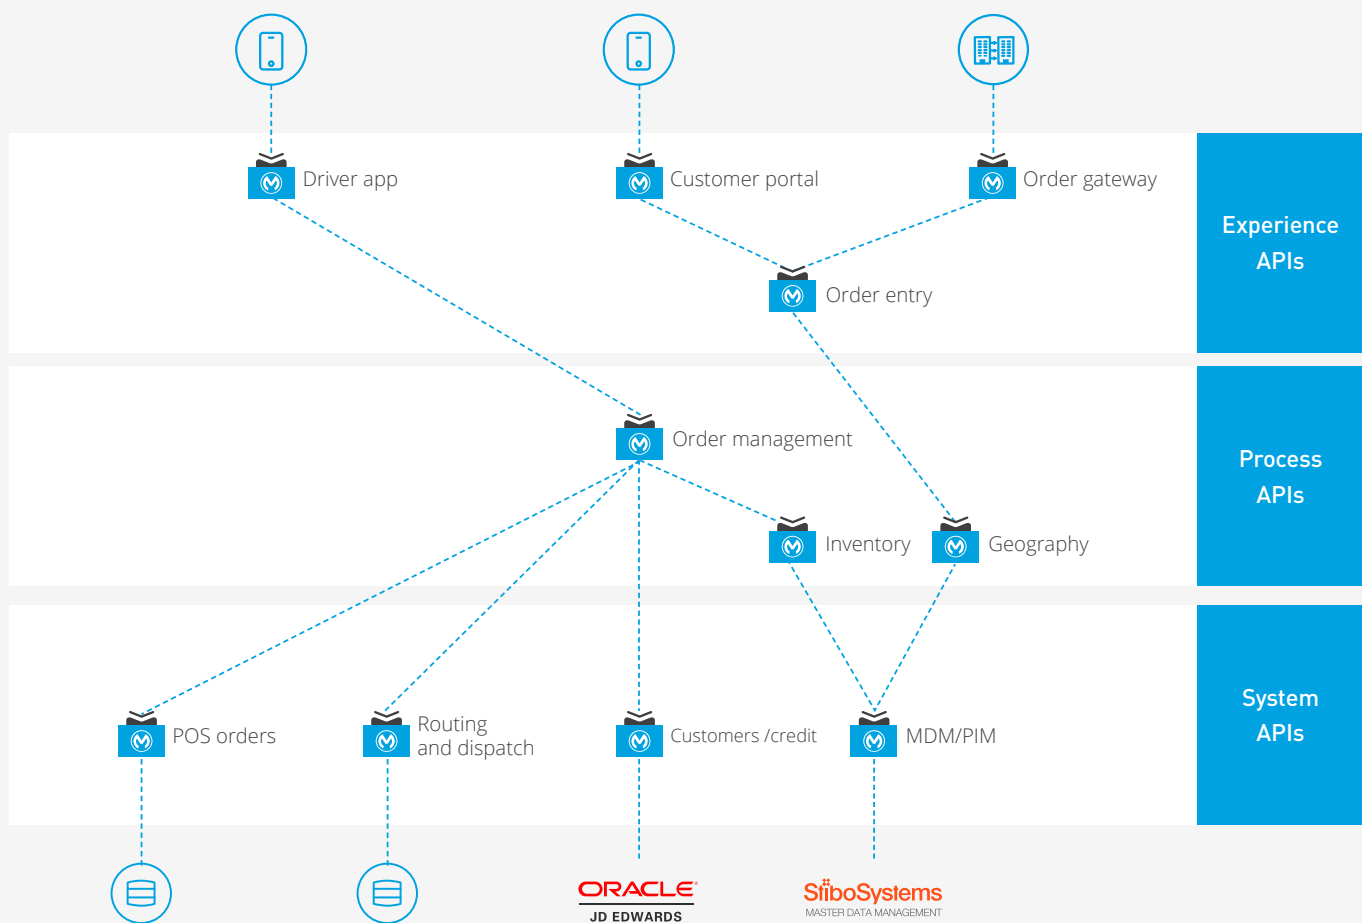 Driver app
Customer portal
Order gateway
Experience
APIs
Order entry
Order management
Process
APIs
Inventory
Geography
POS orders
Routing
and dispatch
Customers /credit
MDM/PIM
System
APIs
ORACLE
JD EDWARDS
StiboSystems
MASTER DATA MANAGEMENT